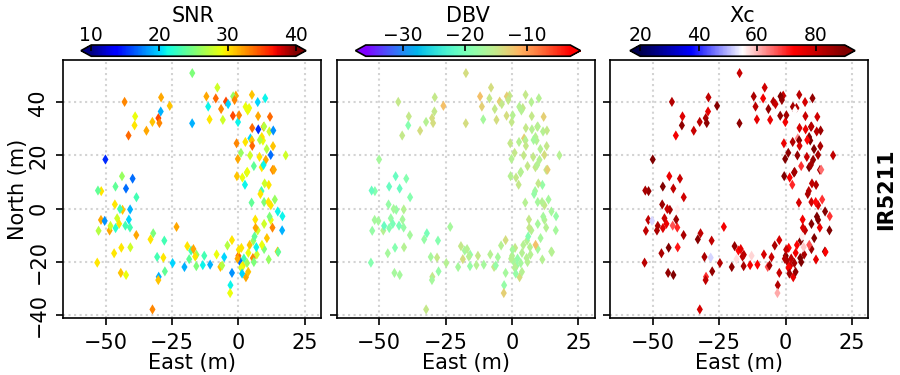 SNR DBV Xc
10 20 30 40 −30 −20 −10 20 40 60 80
40
20
0
−20
−40
North (m)
IR5211
−50 −25 0 25 −50 −25 0 25 −50 −25 0 25
East (m) East (m) East (m)